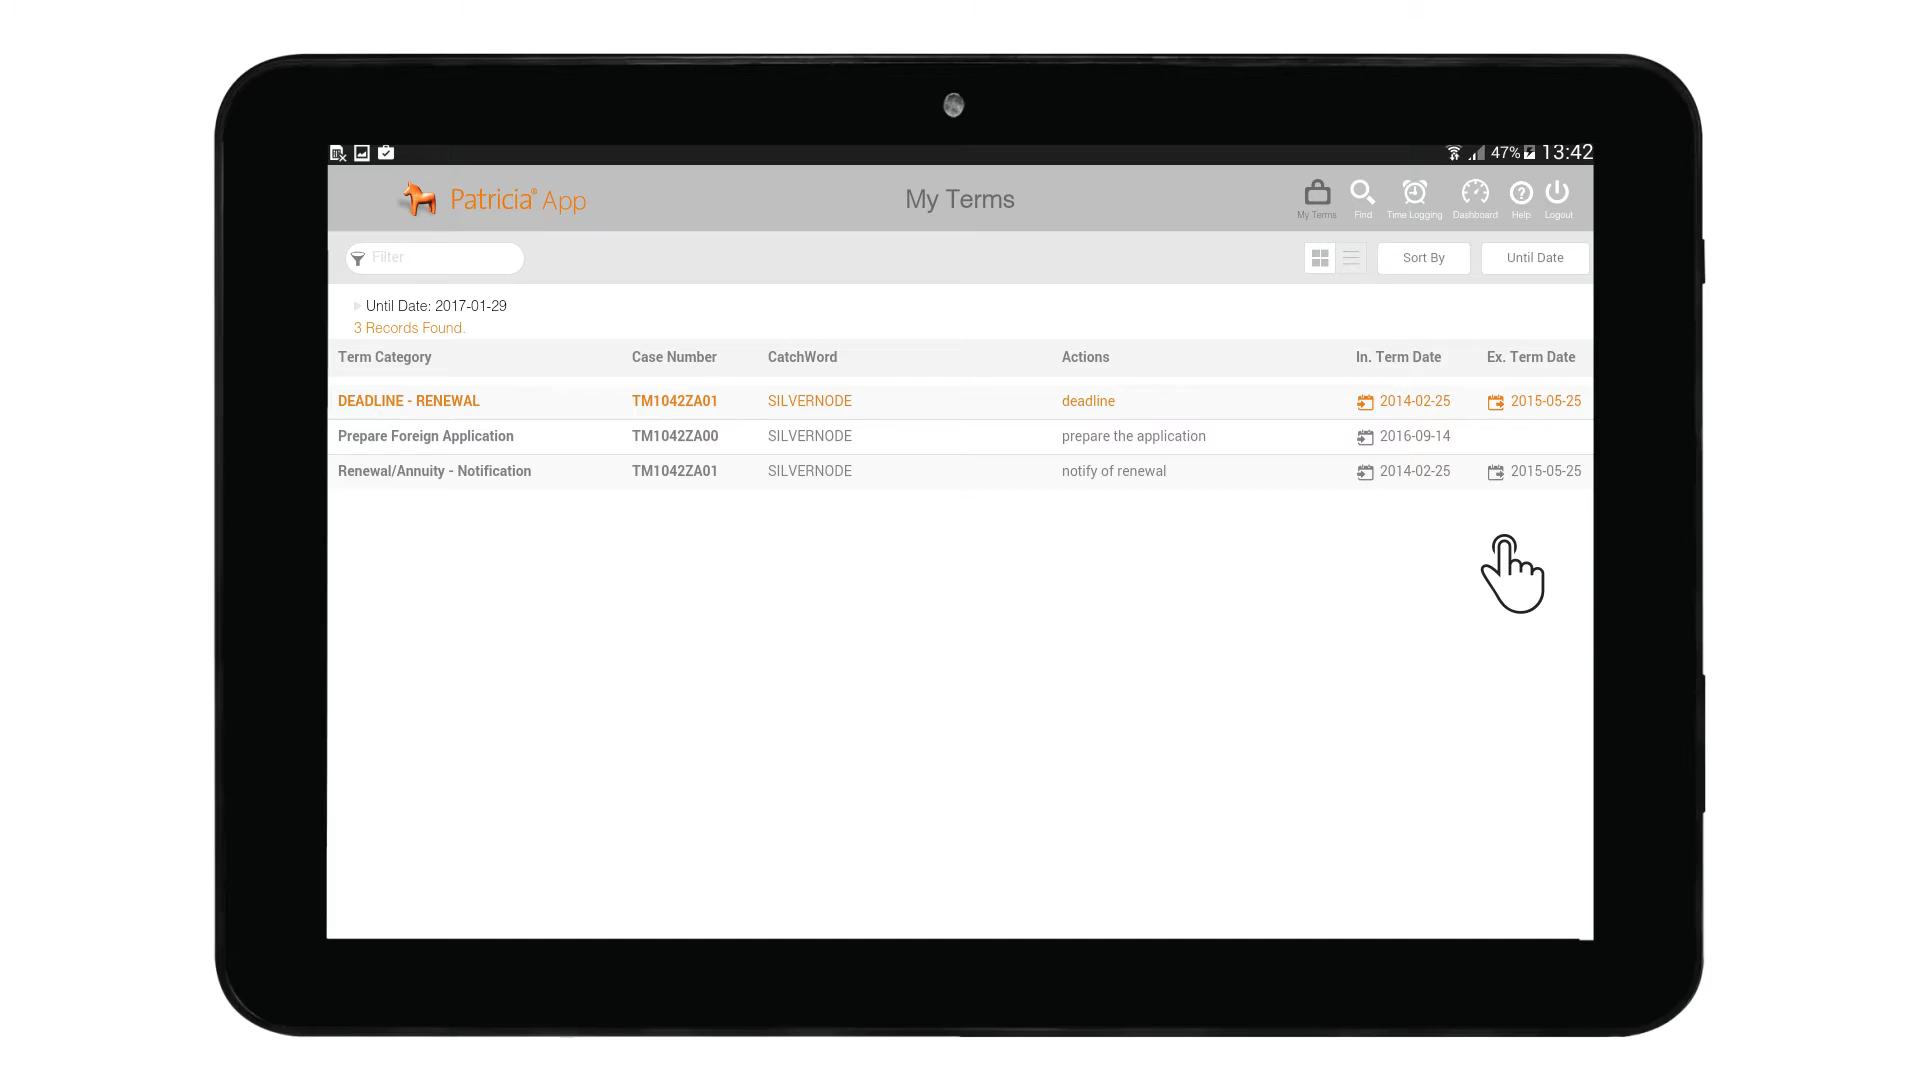 47% 13:42
Patricia® App
My Terms
My Terms Find Time Logging Dashboard Help Logout
Filter
Sort By Until Date
Until Date: 2017-01-29
3 Records Found.
Term Category Case Number CatchWord Actions In. Term Date Ex. Term Date
DEADLINE - RENEWAL TM1042ZA01 SILVERNODE deadline 2014-02-25 2015-05-25
Prepare Foreign Application TM1042ZA00 SILVERNODE prepare the application 2016-09-14
Renewal/Annuity - Notification TM1042ZA01 SILVERNODE notify of renewal 2014-02-25 2015-05-25